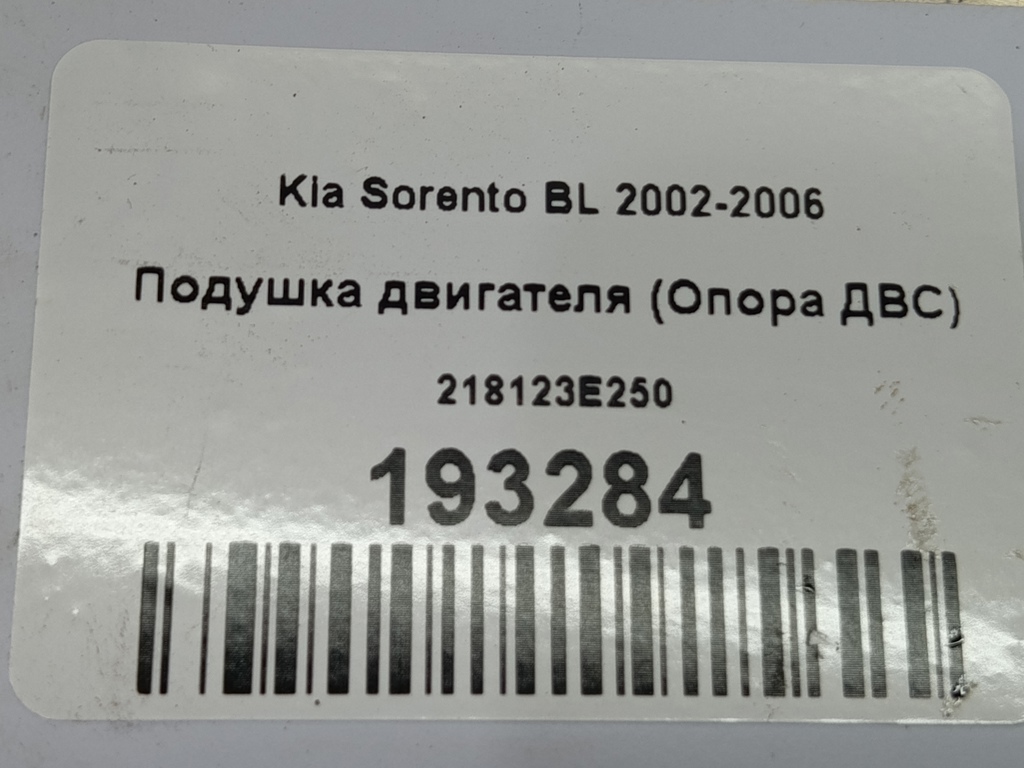 Kia Sorento BL 2002-2006
Подушка двигателя (Опора ДВС)
218123E250
193284